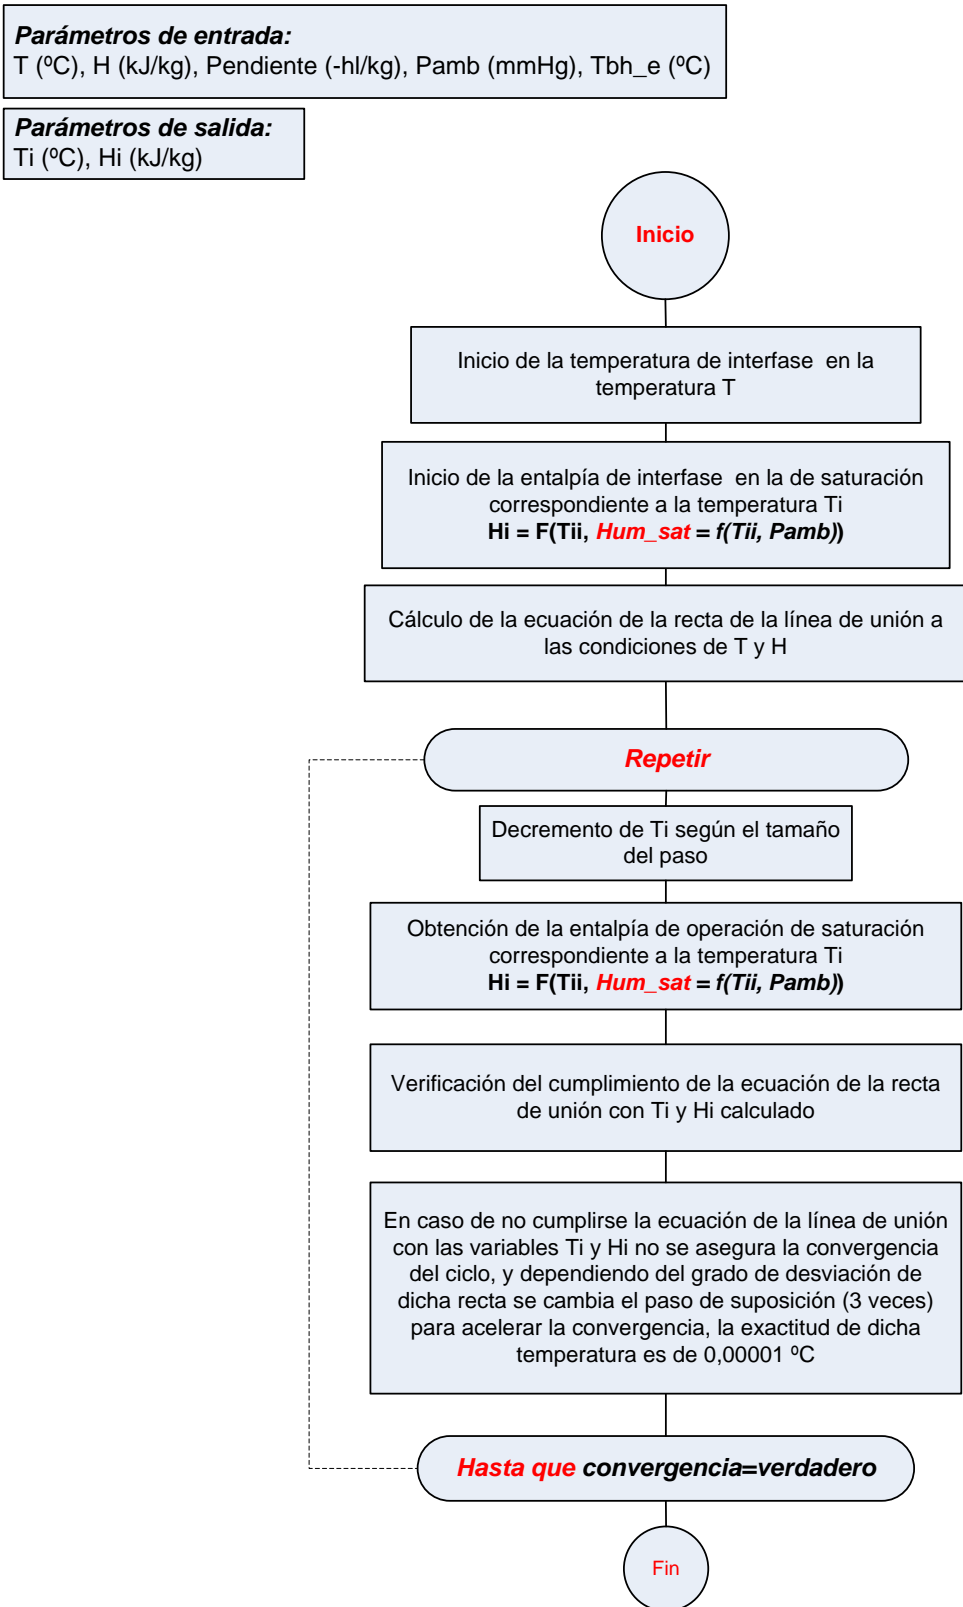 Parámetros de entrada:
T (ºC), H (kJ/kg), Pendiente (-hl/kg), Pamb (mmHg), Tbh_e (ºC)
Parámetros de salida:
Ti (ºC), Hi (kJ/kg)
Inicio
Inicio de la temperatura de interfase en la
temperatura T
Inicio de la entalpía de interfase en la de saturación
correspondiente a la temperatura Ti
Hi = F(Tii, Hum_sat = f(Tii, Pamb))
Cálculo de la ecuación de la recta de la línea de unión a
las condiciones de T y H
Repetir
Decremento de Ti según el tamaño
del paso
Obtención de la entalpía de operación de saturación
correspondiente a la temperatura Ti
Hi = F(Tii, Hum_sat = f(Tii, Pamb))
Verificación del cumplimiento de la ecuación de la recta
de unión con Ti y Hi calculado
En caso de no cumplirse la ecuación de la línea de unión
con las variables Ti y Hi no se asegura la convergencia
del ciclo, y dependiendo del grado de desviación de
dicha recta se cambia el paso de suposición (3 veces)
para acelerar la convergencia, la exactitud de dicha
temperatura es de 0,00001 ºC
Hasta que convergencia=verdadero
Fin